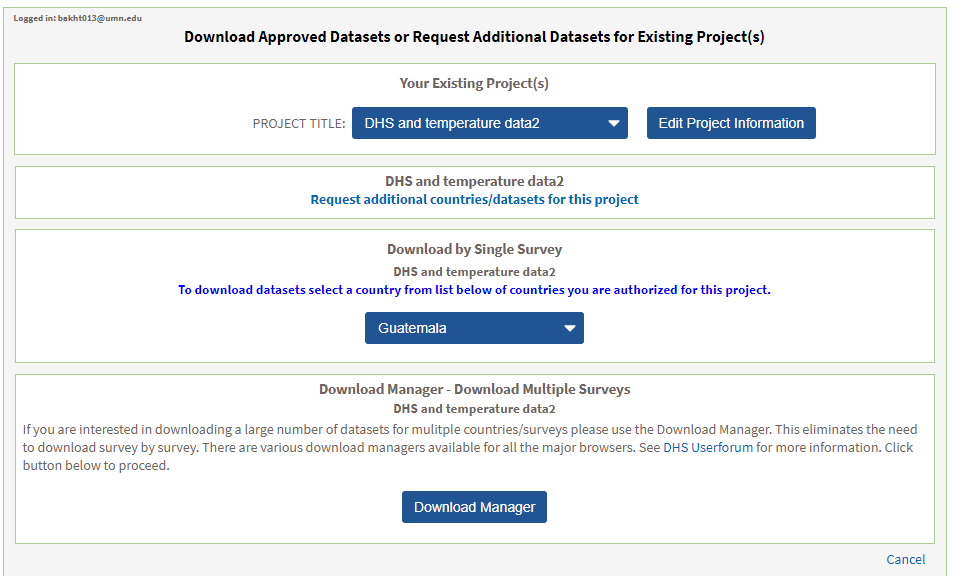 Logged in: bakht013@umn.edu
Download Approved Datasets or Request Additional Datasets for Existing Project(s)
Your Existing Project(s)
PROJECT TITLE: DHS and temperature data2 Edit Project Information
DHS and temperature data2
Request additional countries/datasets for this project
Download by Single Survey
DHS and temperature data2
To download datasets select a country from list below of countries you are authorized for this project.
Guatemala
Download Manager - Download Multiple Surveys
DHS and temperature data2
If you are interested in downloading a large number of datasets for mulitple countries/surveys please use the Download Manager. This eliminates the need
to download survey by survey. There are various download managers available for all the major browsers. See DHS Userforum for more information. Click
button below to proceed.
Download Manager
Cancel